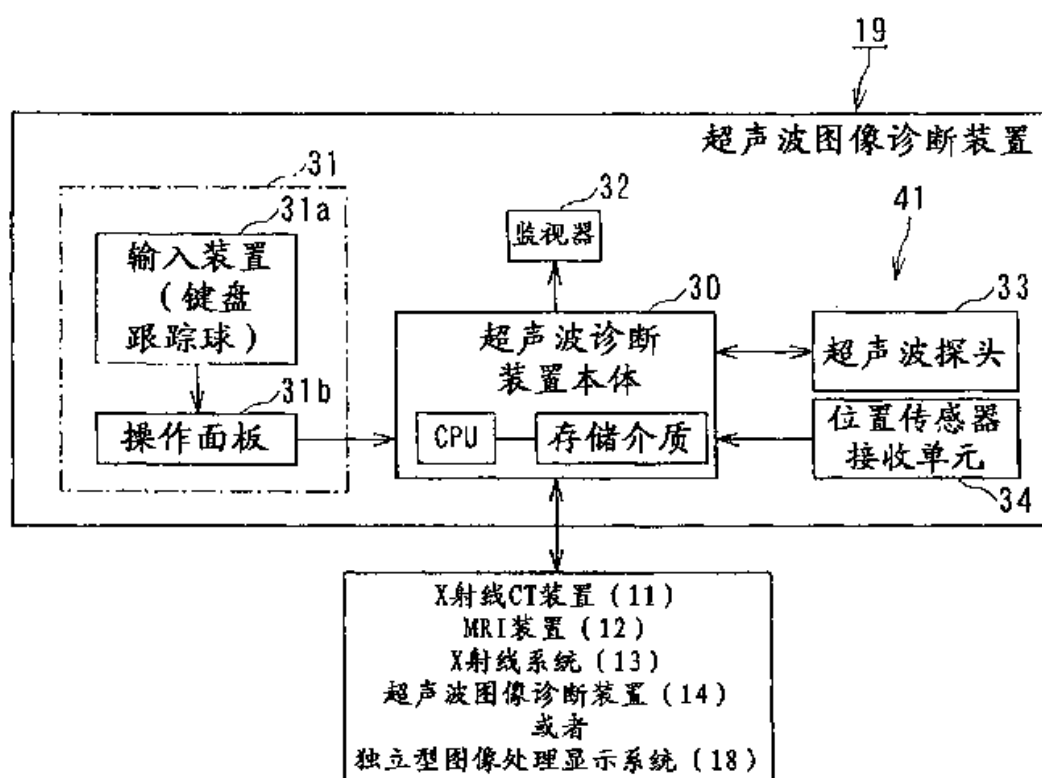 19
超声波图像诊断装置
31
31a
输入装置
(键盘
跟踪球)
31b
操作面板
32
监视器
41
30
超声波诊断
装置本体
CPU
存储介质
33
超声波探头
位置传感器
接收单元
34
X射线CT装置(11)
MRI装置(12)
X射线系统(13)
超声波图像诊断装置(14)
或者
独立型图像处理显示系统(18)